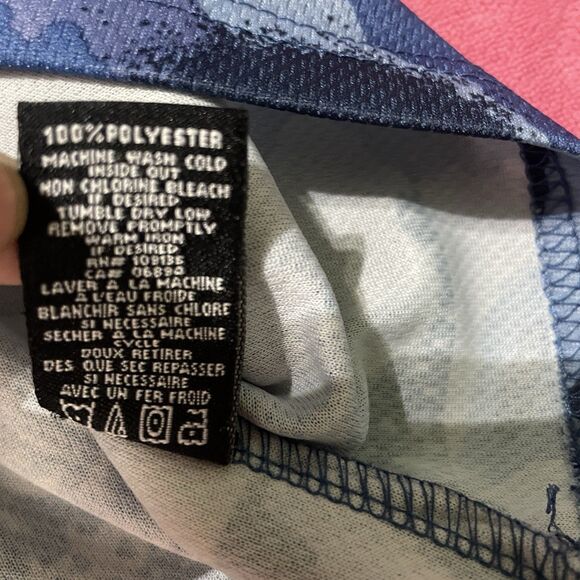 100% POLYESTER
MACHINE WASH COLD
INSIDE OUT
NON CHLORINE BLEACH
IF DESIRED
TUMBLE DRY LOW
REMOVE PROMPTLY
WARM IRON
IF DESIRED
RN# 109135
CA# 06894
LAVER A LA MACHINE
A L'EAU FROIDE
BLANCHIR SANS CHLORE
SI NECESSAIRE
SECHER A LA MACHINE
CYCLE
DOUX RETIRER
DES QUE SEC REPASSER
SI NECESSAIRE
AVEC UN FER FROID